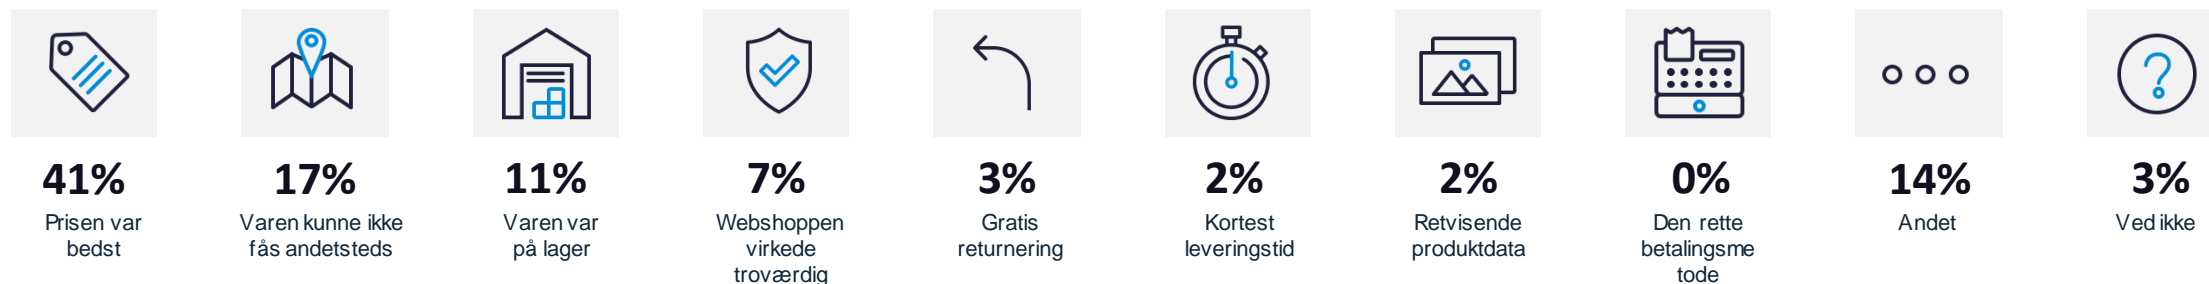 41%
Prisen var
bedst
17%
Varen kunne ikke
fås andetsteds
11%
Varen var
på lager
7%
Webshoppen
virkede
troværdig
3%
Gratis
returnering
2%
Kortest
leveringstid
2%
Retvisende
produktdata
0%
Den rette
betalingsme
tode
14%
Andet
3%
Ved ikke